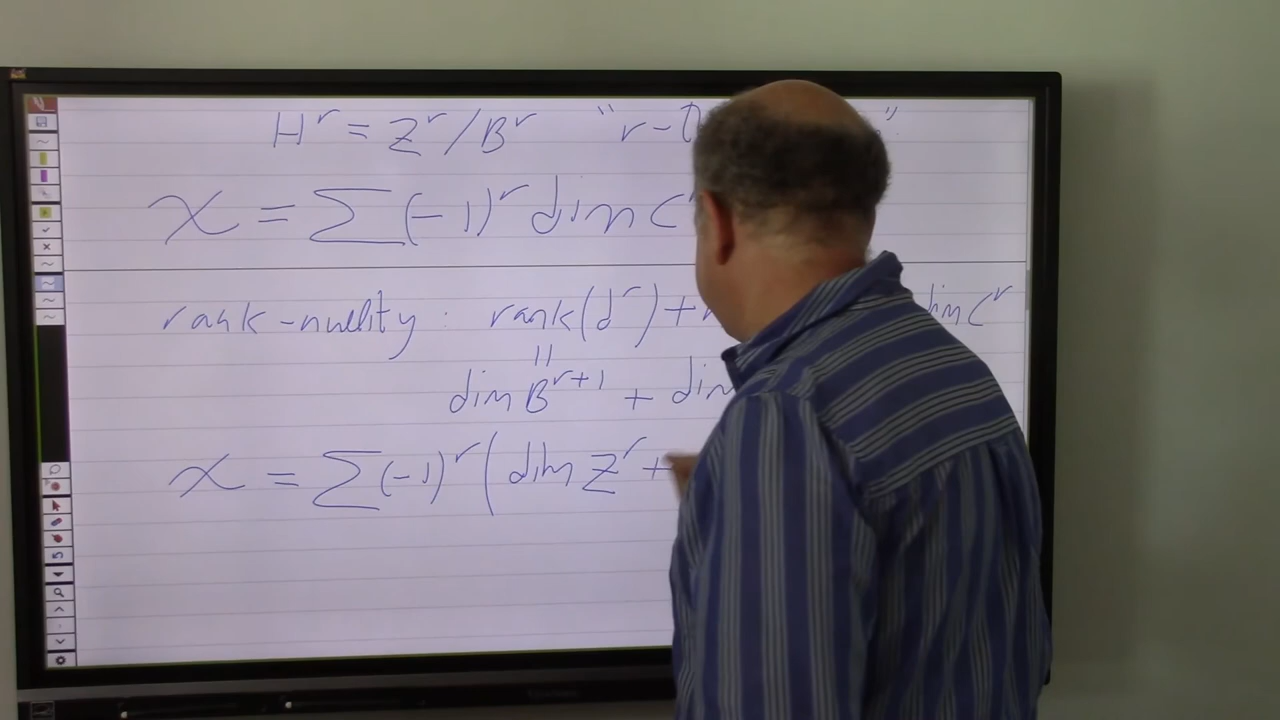 H^r = Z^r / B^r "r-
χ = Σ (-1)^r dim C^r
rank-nullity : rank(d^r) + dim C^r
||
dim B^{r+1} + dim
χ = Σ (-1)^r ( dim Z^r +